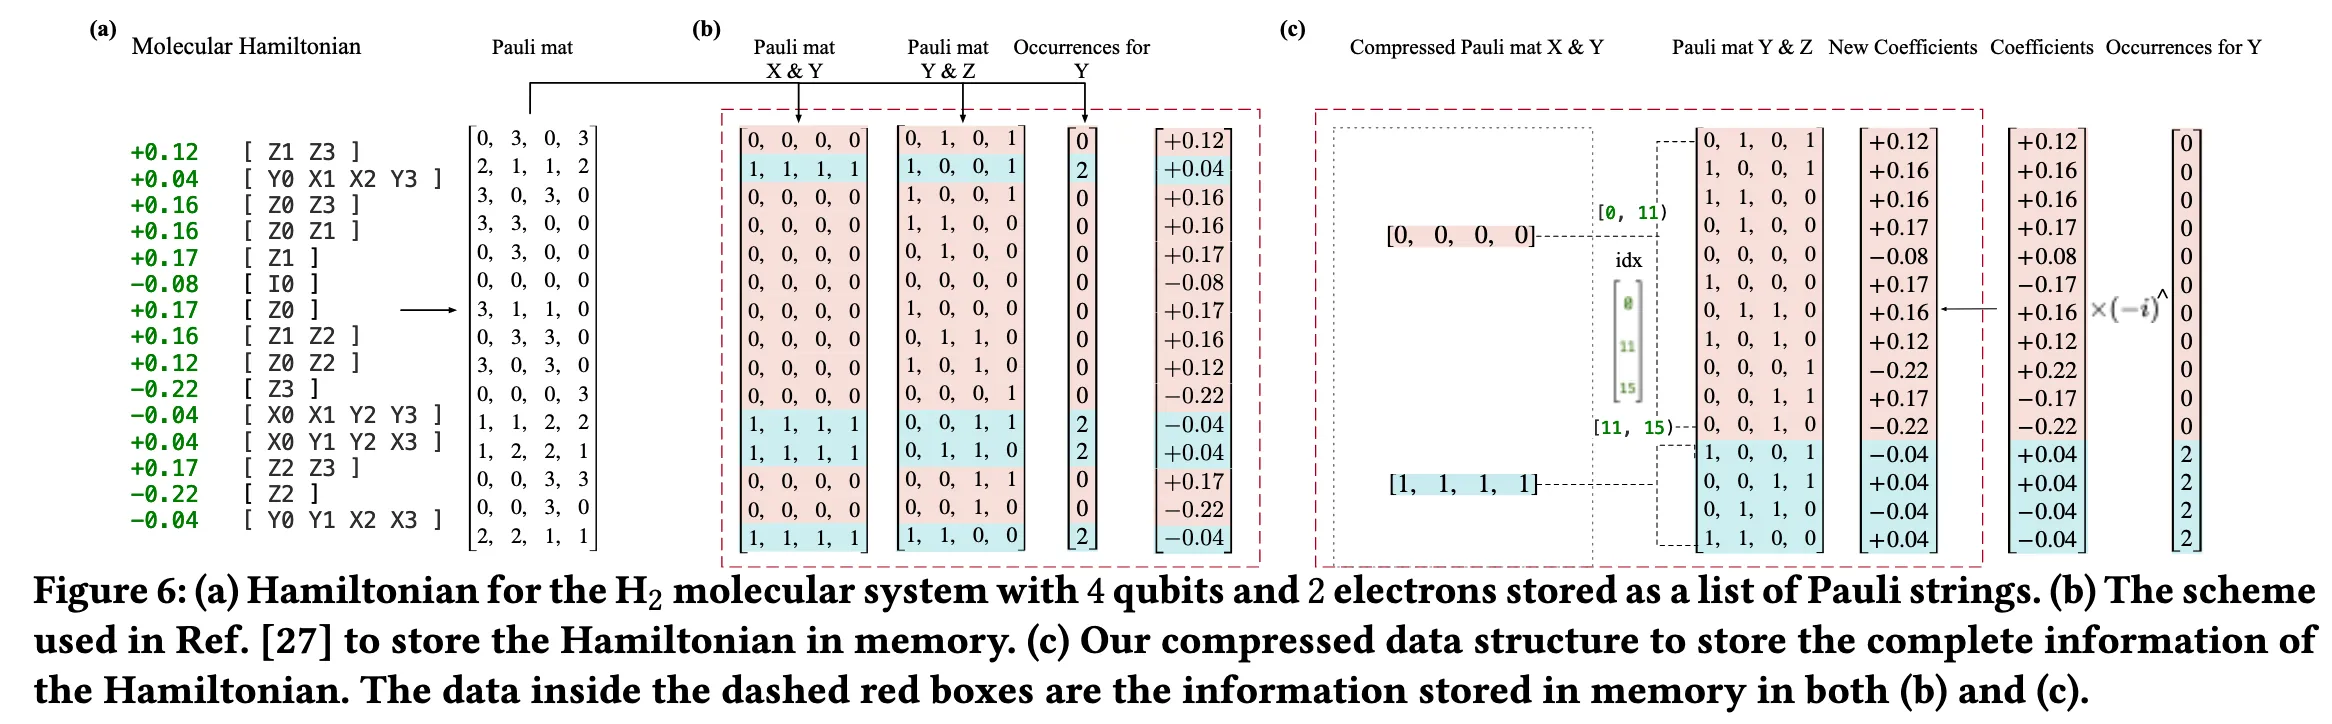 (a)
Molecular Hamiltonian
Pauli mat
+0.12 [ Z1 Z3 ]
+0.04 [ Y0 X1 X2 Y3 ]
+0.16 [ Z0 Z3 ]
+0.16 [ Z0 Z1 ]
+0.17 [ Z1 ]
−0.08 [ I0 ]
+0.17 [ Z0 ]
+0.16 [ Z1 Z2 ]
+0.12 [ Z0 Z2 ]
−0.22 [ Z3 ]
−0.04 [ X0 X1 Y2 Y3 ]
+0.04 [ X0 Y1 Y2 X3 ]
+0.17 [ Z2 Z3 ]
−0.22 [ Z2 ]
−0.04 [ Y0 Y1 X2 X3 ]
0, 3, 0, 3
2, 1, 1, 2
3, 0, 3, 0
3, 3, 0, 0
0, 3, 0, 0
0, 0, 0, 0
3, 1, 1, 0
0, 3, 3, 0
3, 0, 3, 0
0, 0, 0, 3
1, 1, 2, 2
1, 2, 2, 1
0, 0, 3, 3
0, 0, 3, 0
2, 2, 1, 1
(b)
Pauli mat
X & Y
Pauli mat
Y & Z
Occurrences for
Y
0, 0, 0, 0 0, 1, 0, 1 0 +0.12
1, 1, 1, 1 1, 0, 0, 1 2 +0.04
0, 0, 0, 0 1, 0, 0, 1 0 +0.16
0, 0, 0, 0 1, 1, 0, 0 0 +0.16
0, 0, 0, 0 0, 1, 0, 0 0 +0.17
0, 0, 0, 0 0, 0, 0, 0 0 −0.08
0, 0, 0, 0 1, 0, 0, 0 0 +0.17
0, 0, 0, 0 0, 1, 1, 0 0 +0.16
0, 0, 0, 0 1, 0, 1, 0 0 +0.12
0, 0, 0, 0 0, 0, 0, 1 0 −0.22
1, 1, 1, 1 0, 0, 1, 1 2 −0.04
1, 1, 1, 1 0, 1, 1, 0 2 +0.04
0, 0, 0, 0 0, 0, 1, 1 0 +0.17
0, 0, 0, 0 0, 0, 1, 0 0 −0.22
1, 1, 1, 1 1, 1, 0, 0 2 −0.04
(c)
Compressed Pauli mat X & Y
Pauli mat Y & Z New Coefficients Coefficients Occurrences for Y
[0, 0, 0, 0]
[1, 1, 1, 1]
[0, 11)
idx
0
11
15
[11, 15)
0, 1, 0, 1 +0.12 +0.12 0
1, 0, 0, 1 +0.16 +0.16 0
1, 1, 0, 0 +0.16 +0.16 0
0, 1, 0, 0 +0.17 +0.17 0
0, 0, 0, 0 −0.08 +0.08 0
1, 0, 0, 0 +0.17 −0.17 0
0, 1, 1, 0 +0.16 +0.16 ×(−i)^ 0
1, 0, 1, 0 +0.12 +0.12 0
0, 0, 0, 1 −0.22 +0.22 0
0, 0, 1, 1 +0.17 −0.17 0
0, 0, 1, 0 −0.22 −0.22 0
1, 0, 0, 1 −0.04 +0.04 2
0, 0, 1, 1 +0.04 +0.04 2
0, 1, 1, 0 −0.04 −0.04 2
1, 1, 0, 0 +0.04 −0.04 2
Figure 6: (a) Hamiltonian for the H₂ molecular system with 4 qubits and 2 electrons stored as a list of Pauli strings. (b) The scheme
used in Ref. [27] to store the Hamiltonian in memory. (c) Our compressed data structure to store the complete information of
the Hamiltonian. The data inside the dashed red boxes are the information stored in memory in both (b) and (c).